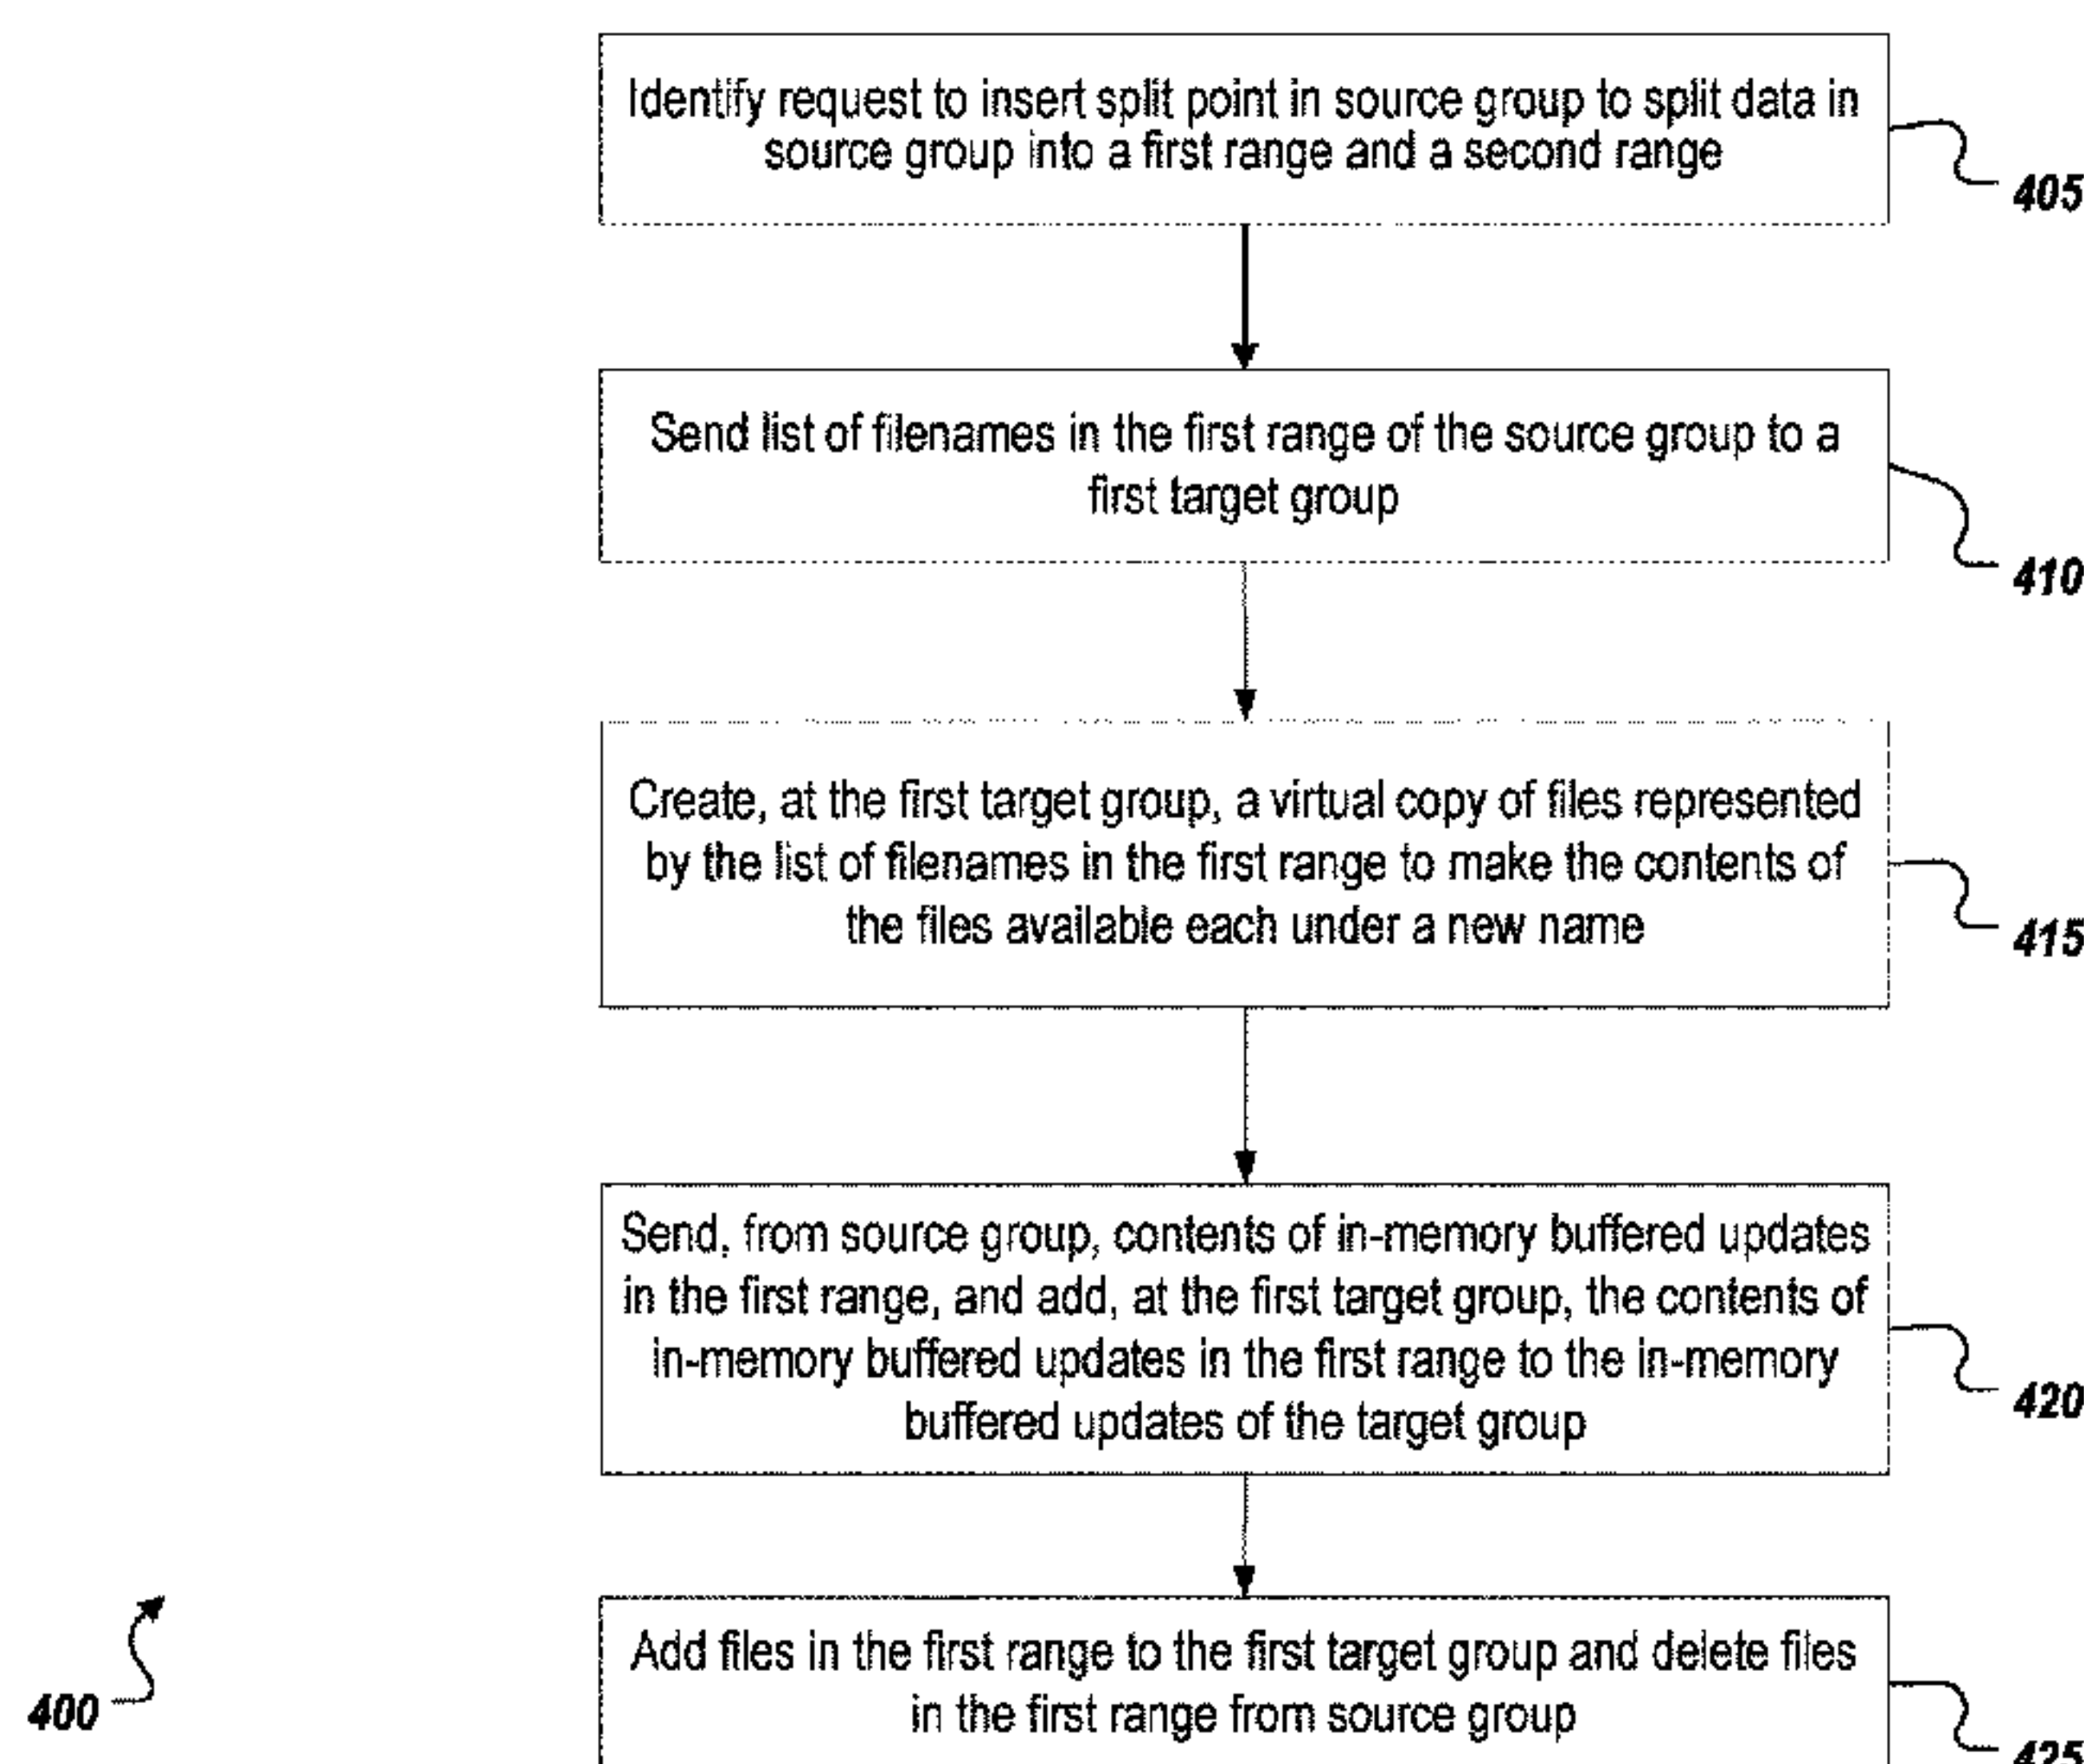 Identify request to insert split point in source group to split data in
source group into a first range and a second range
405
Send list of filenames in the first range of the source group to a
first target group
410
Create, at the first target group, a virtual copy of files represented
by the list of filenames in the first range to make the contents of
the files available each under a new name
415
Send, from source group, contents of in-memory buffered updates
in the first range, and add, at the first target group, the contents of
in-memory buffered updates in the first range to the in-memory
buffered updates of the target group
420
Add files in the first range to the first target group and delete files
in the first range from source group
425
400